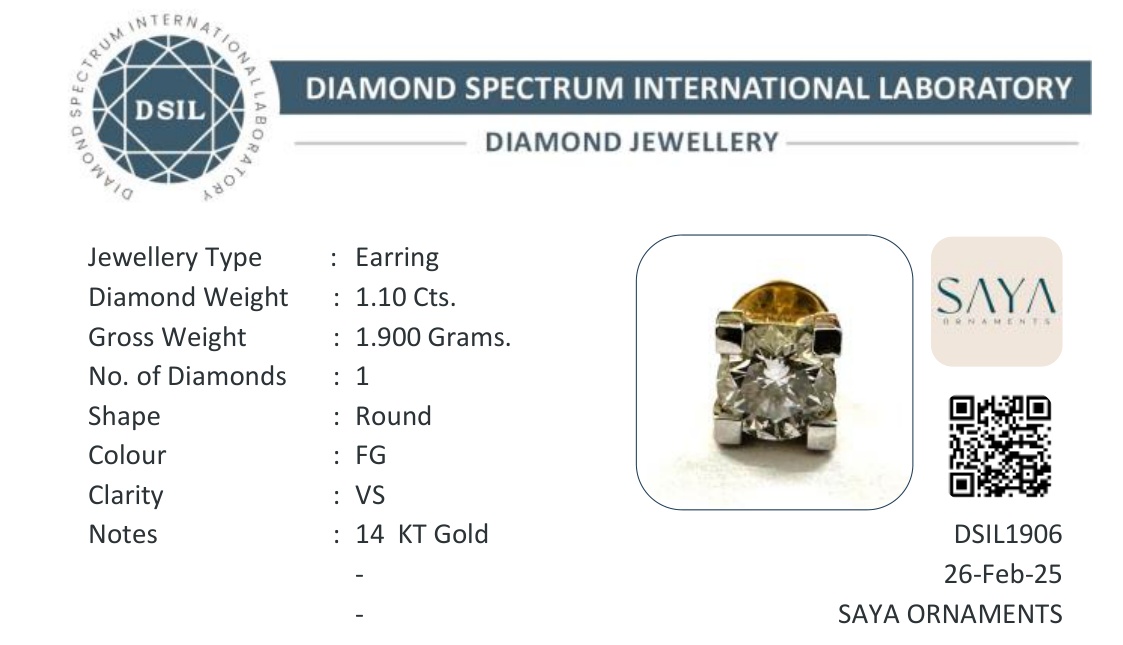 DIAMOND SPECTRUM INTERNATIONAL LABORATORY
DSIL
DIAMOND SPECTRUM INTERNATIONAL LABORATORY
DIAMOND JEWELLERY
Jewellery Type : Earring
Diamond Weight : 1.10 Cts.
Gross Weight : 1.900 Grams.
No. of Diamonds : 1
Shape : Round
Colour : FG
Clarity : VS
Notes : 14 KT Gold
-
-
SAYA
ORNAMENTS
DSIL1906
26-Feb-25
SAYA ORNAMENTS